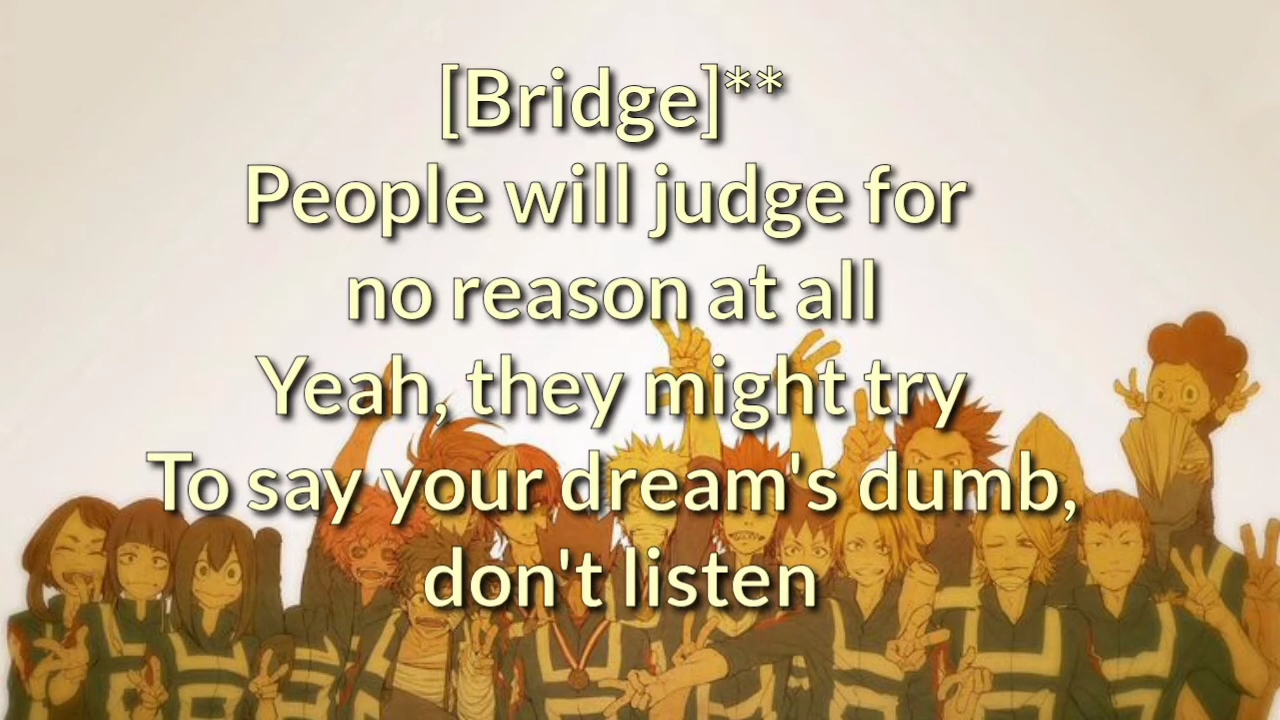 [Bridge]**
People will judge for
no reason at all
Yeah, they might try
To say your dream's dumb,
don't listen